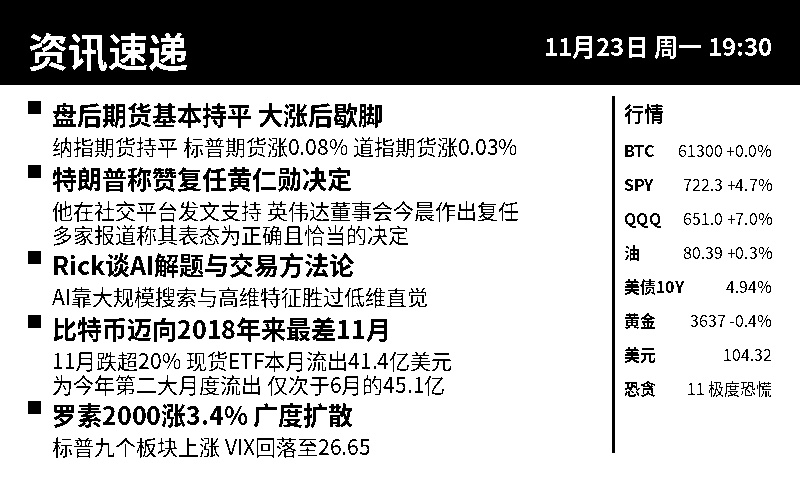 资讯速递
11月23日 周一 19:30
盘后期货基本持平 大涨后歇脚
纳指期货持平 标普期货涨0.08% 道指期货涨0.03%
特朗普称赞复任黄仁勋决定
他在社交平台发文支持 英伟达董事会今晨作出复任
多家报道称其表态为正确且恰当的决定
Rick谈AI解题与交易方法论
AI靠大规模搜索与高维特征胜过低维直觉
比特币迈向2018年来最差11月
11月跌超20% 现货ETF本月流出41.4亿美元
为今年第二大月度流出 仅次于6月的45.1亿
罗素2000涨3.4% 广度扩散
标普九个板块上涨 VIX回落至26.65
行情
BTC 61300 +0.0%
SPY 722.3 +4.7%
QQQ 651.0 +7.0%
油 80.39 +0.3%
美债10Y 4.94%
黄金 3637 -0.4%
美元 104.32
恐贪 11 极度恐慌